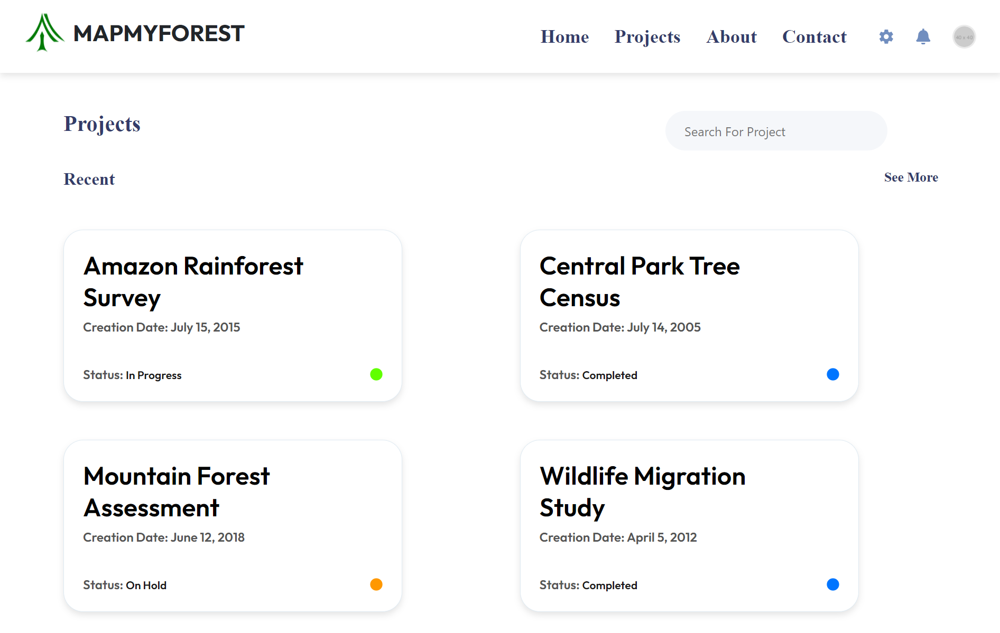 MAPMYFOREST
Home Projects About Contact
40 x 40
Projects
Search For Project
Recent
See More
Amazon Rainforest
Survey
Creation Date: July 15, 2015
Status: In Progress
Central Park Tree
Census
Creation Date: July 14, 2005
Status: Completed
Mountain Forest
Assessment
Creation Date: June 12, 2018
Status: On Hold
Wildlife Migration
Study
Creation Date: April 5, 2012
Status: Completed